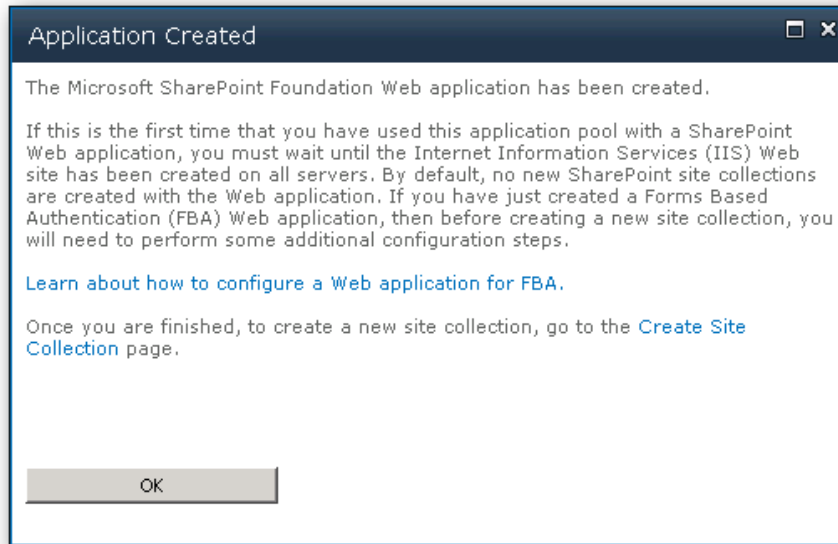 Application Created
The Microsoft SharePoint Foundation Web application has been created.
If this is the first time that you have used this application pool with a SharePoint
Web application, you must wait until the Internet Information Services (IIS) Web
site has been created on all servers. By default, no new SharePoint site collections
are created with the Web application. If you have just created a Forms Based
Authentication (FBA) Web application, then before creating a new site collection, you
will need to perform some additional configuration steps.
Learn about how to configure a Web application for FBA.
Once you are finished, to create a new site collection, go to the Create Site
Collection page.
OK